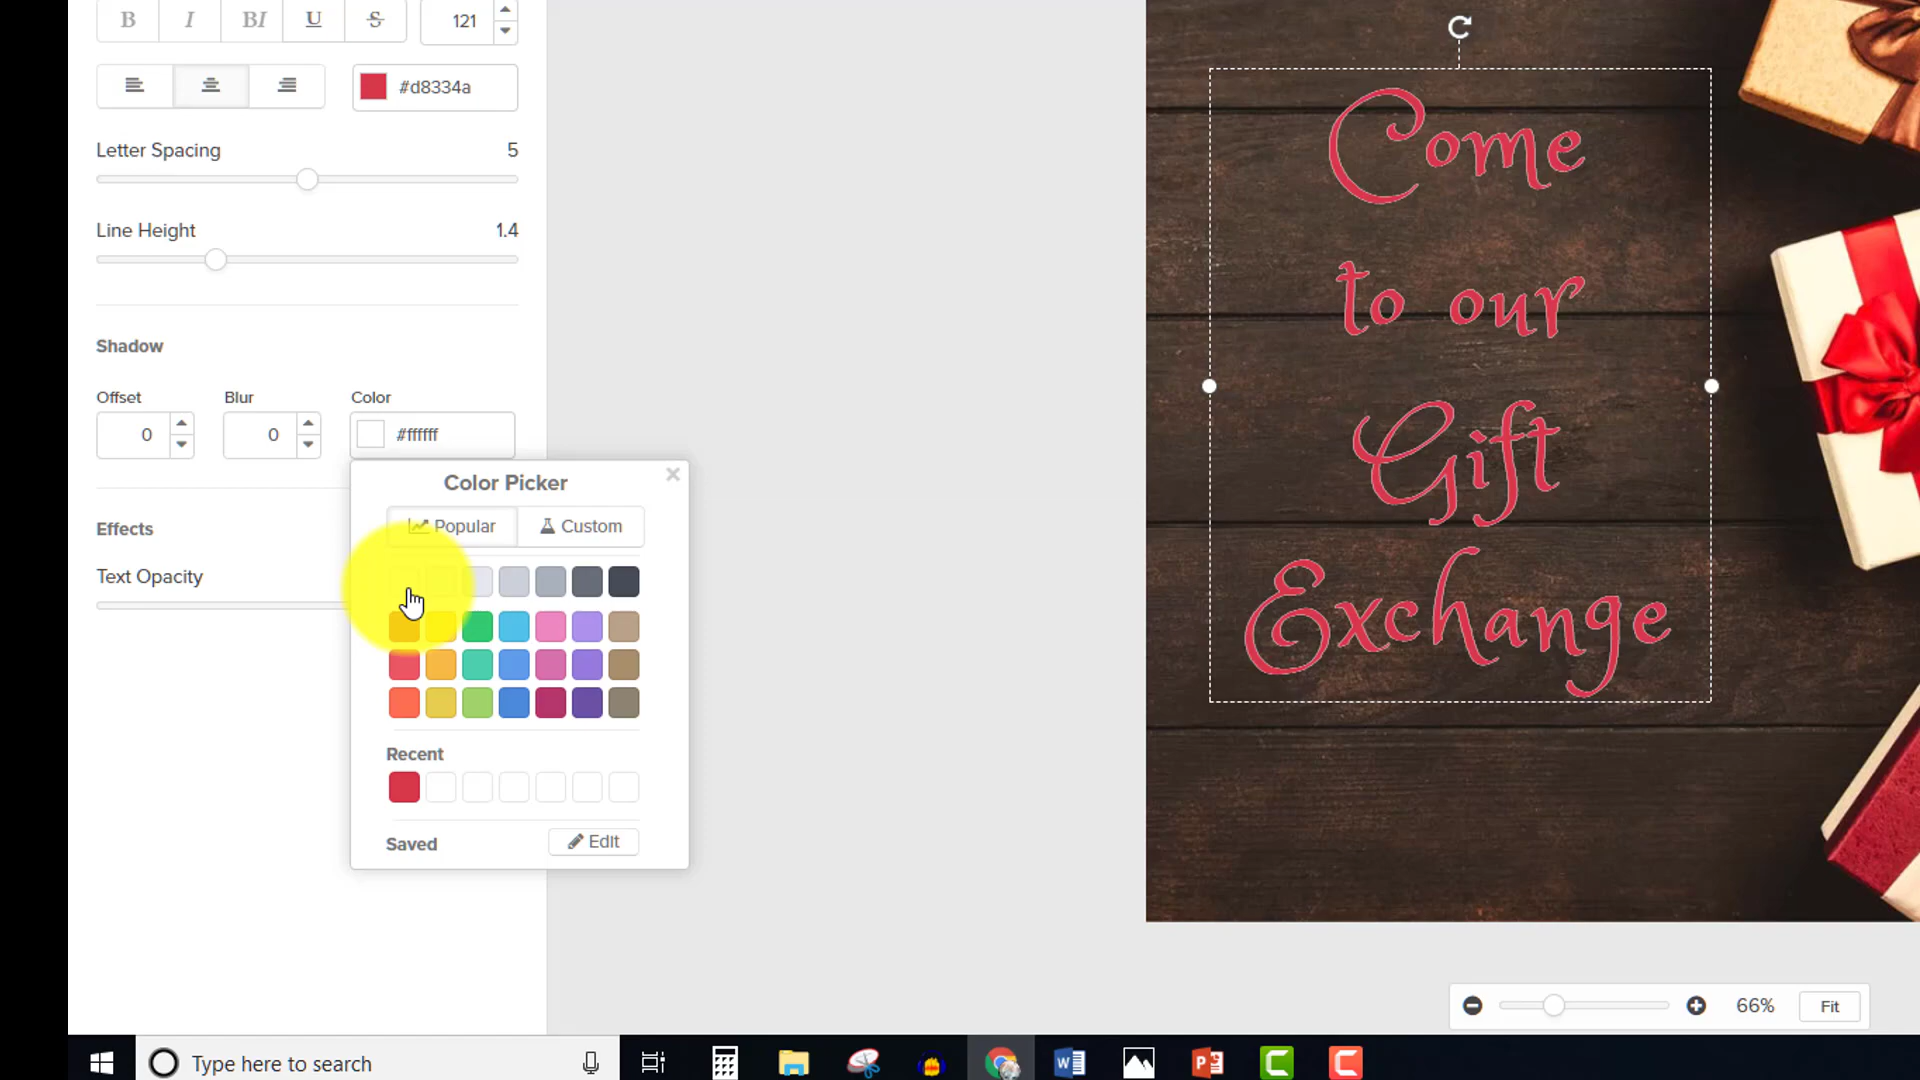 B I BI U S 121
#d8334a
Letter Spacing 5
Line Height 1.4
Shadow
Offset Blur Color
0 0 #ffffff
Color Picker
Popular Custom
Effects
Text Opacity
Recent
Saved Edit
Come
to our
Gift
Exchange
66% Fit
Type here to search